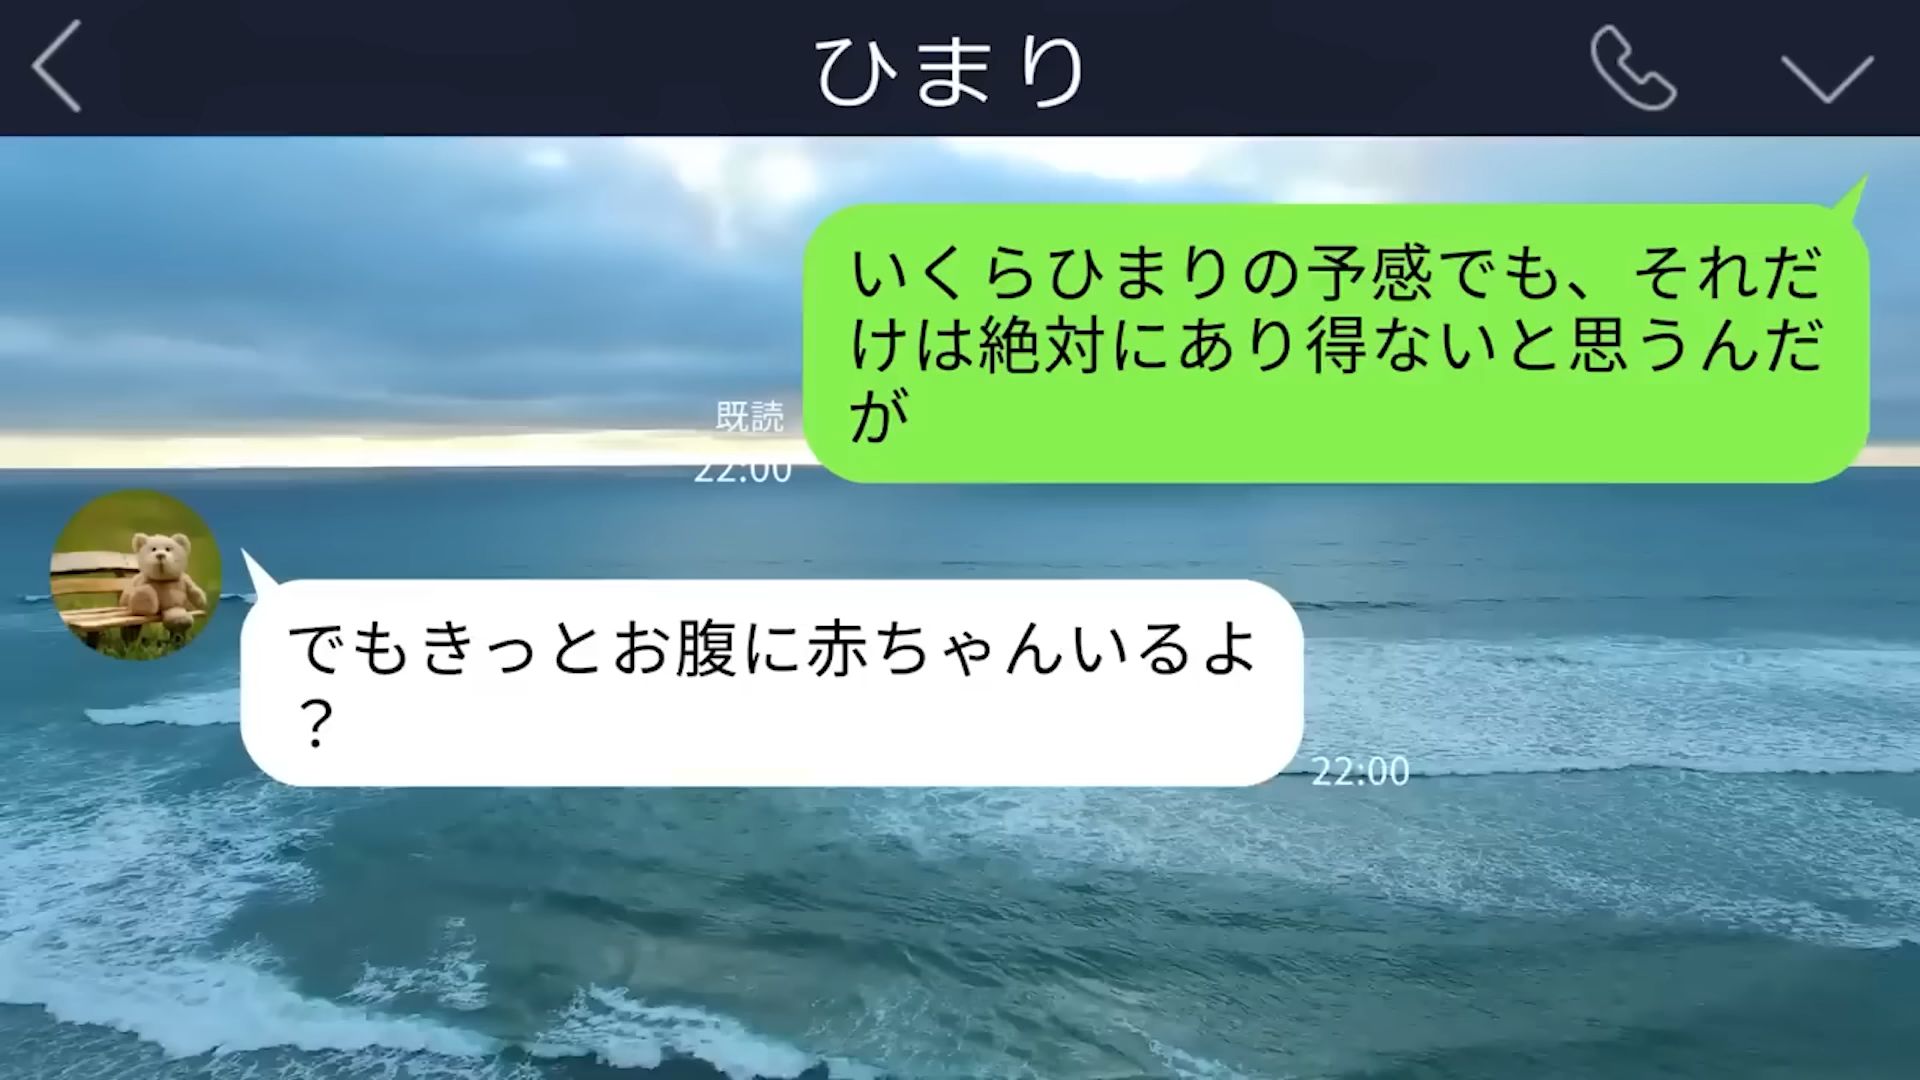 ひまり
いくらひまりの予感でも、それだ
けは絶対にあり得ないと思うんだ
が
既読
22:00
でもきっとお腹に赤ちゃんいるよ
？
22:00